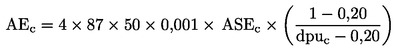 AE_c = 4 × 87 × 50 × 0,001 × ASE_c × ( (1 − 0,20) / (dpu_c − 0,20) )